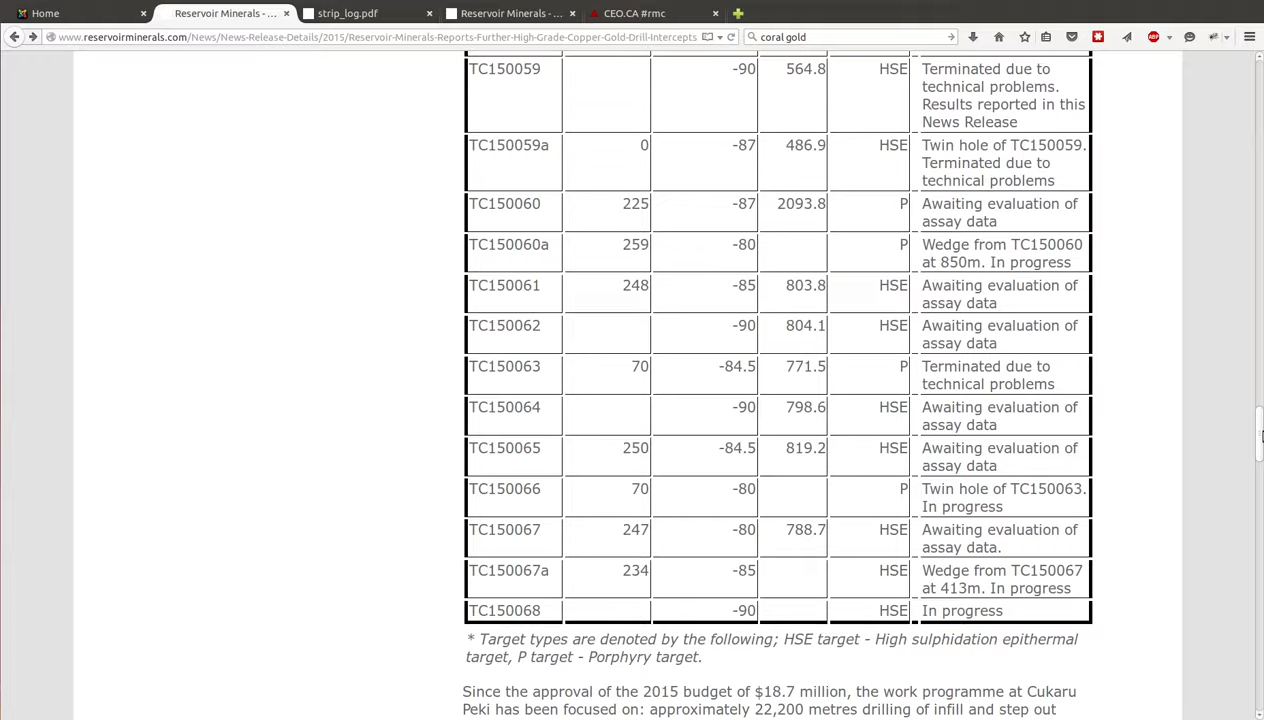 Home × Reservoir Minerals - ... × strip_log.pdf × Reservoir Minerals - ... × CEO.CA #rmc ×
www.reservoirminerals.com/News/News-Release-Details/2015/Reservoir-Minerals-Reports-Further-High-Grade-Copper-Gold-Drill-Intercepts coral gold ABP
TC150059 -90 564.8 HSE Terminated due to
technical problems.
Results reported in this
News Release
TC150059a 0 -87 486.9 HSE Twin hole of TC150059.
Terminated due to
technical problems
TC150060 225 -87 2093.8 P Awaiting evaluation of
assay data
TC150060a 259 -80 P Wedge from TC150060
at 850m. In progress
TC150061 248 -85 803.8 HSE Awaiting evaluation of
assay data
TC150062 -90 804.1 HSE Awaiting evaluation of
assay data
TC150063 70 -84.5 771.5 P Terminated due to
technical problems
TC150064 -90 798.6 HSE Awaiting evaluation of
assay data
TC150065 250 -84.5 819.2 HSE Awaiting evaluation of
assay data
TC150066 70 -80 P Twin hole of TC150063.
In progress
TC150067 247 -80 788.7 HSE Awaiting evaluation of
assay data.
TC150067a 234 -85 HSE Wedge from TC150067
at 413m. In progress
TC150068 -90 HSE In progress
* Target types are denoted by the following; HSE target - High sulphidation epithermal
target, P target - Porphyry target.
Since the approval of the 2015 budget of $18.7 million, the work programme at Cukaru
Peki has been focused on: approximately 22,200 metres drilling of infill and step out